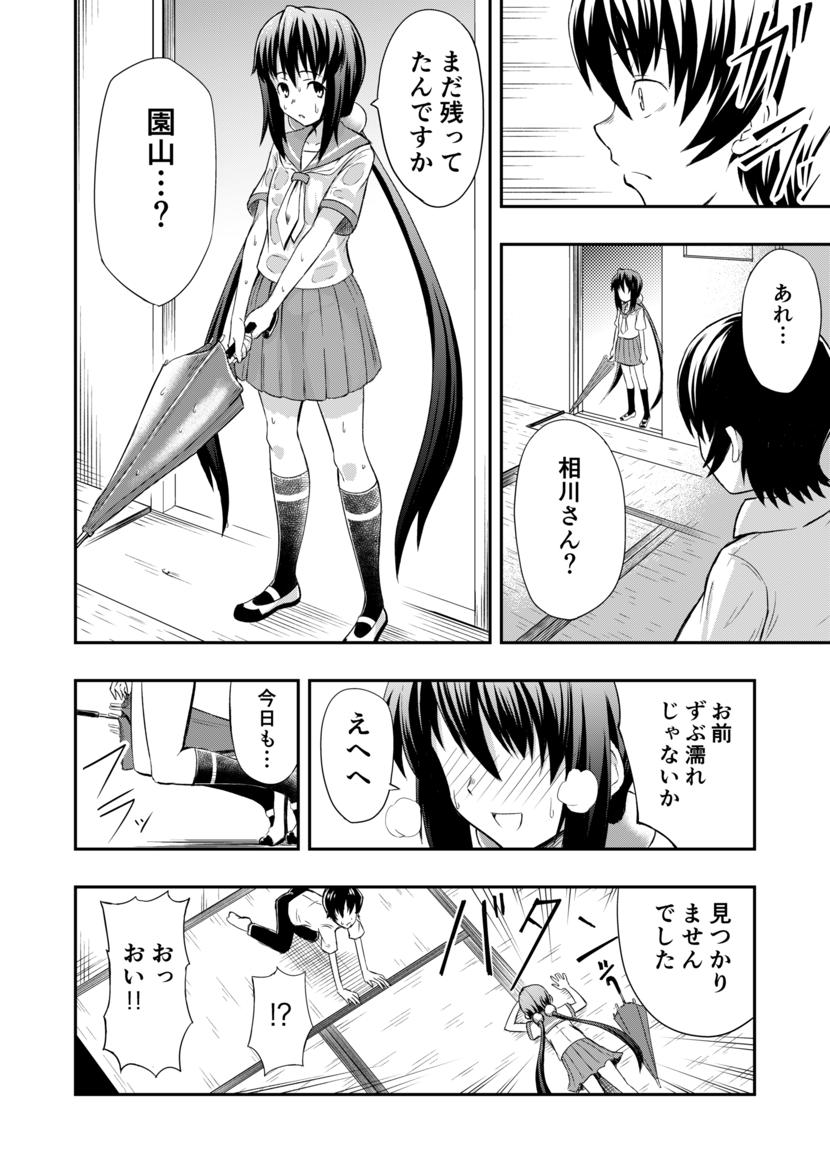 ガラッ
あれ…
相川さん?
まだ残って
たんですか
園山…?
お前
ずぶ濡れ
じゃないか
えへへ
今日も…
見つかり
ません
でした
バタン
!?
おっ
おい!!